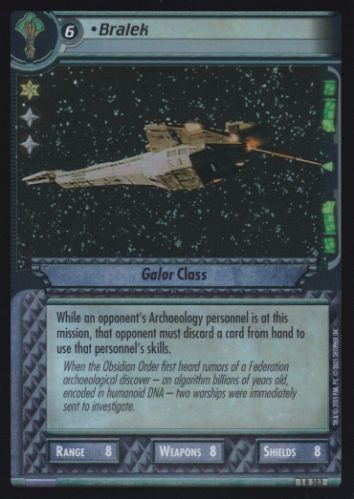 6 •Bralek
Galor Class
While an opponent's Archaeology personnel is at this
mission, that opponent must discard a card from hand to
use that personnel's skills.
When the Obsidian Order first heard rumors of a Federation
archaeological discover – an algorithm billions of years old,
encoded in humanoid DNA – two warships were immediately
sent to investigate.
RANGE 8 WEAPONS 8 SHIELDS 8